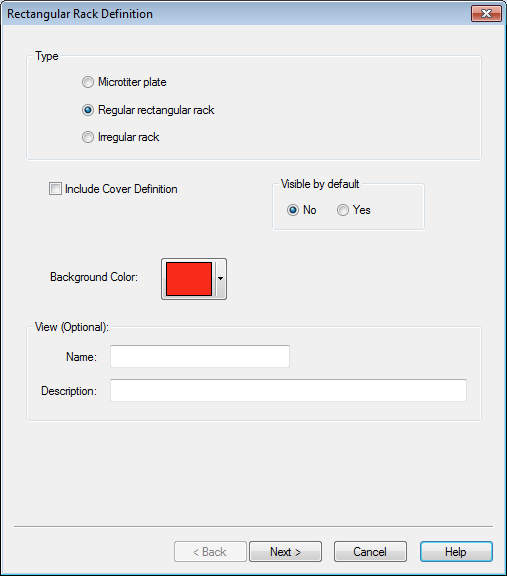 Rectangular Rack Definition
Type
Microtiter plate
Regular rectangular rack
Irregular rack
Include Cover Definition
Visible by default
No Yes
Background Color:
View (Optional):
Name:
Description:
< Back Next > Cancel Help